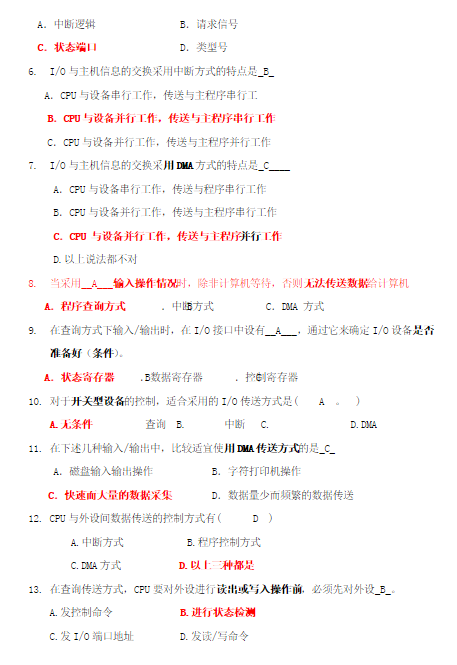 A. 中断逻辑 B. 请求信号
C. 状态端口 D. 类型号
6. I/O 与主机信息的交换采用中断方式的特点是_B_
A. CPU 与设备串行工作，传送与主程序串行工
B. CPU 与设备并行工作，传送与主程序串行工作
C. CPU 与设备并行工作，传送与主程序并行工作
7. I/O 与主机信息的交换采用 DMA 方式的特点是_C____
A. CPU 与设备串行工作，传送与程序串行工作
B. CPU 与设备并行工作，传送与主程序串行工作
C. CPU 与设备并行工作，传送与主程序并行工作
D. 以上说法都不对
8. 当采用__A___输入操作情况时，除非计算机等待，否则无法传送数据给计算机
A. 程序查询方式 . 中断B方式 C. DMA 方式
9. 在查询方式下输入/输出时，在 I/O 接口中设有__A___，通过它来确定 I/O 设备是否
准备好（条件）。
A. 状态寄存器 .B数据寄存器 . 控制寄存器
10. 对于开关型设备的控制，适合采用的 I/O 传送方式是( A 。 )
A. 无条件 查询 B. 中断 C. D.DMA
11. 在下述几种输入/输出中，比较适宜使用 DMA 传送方式的是_C_
A. 磁盘输入输出操作 B. 字符打印机操作
C. 快速而大量的数据采集 D. 数据量少而频繁的数据传送
12. CPU 与外设间数据传送的控制方式有( D )
A.中断方式 B.程序控制方式
C.DMA 方式 D.以上三种都是
13. 在查询传送方式，CPU 要对外设进行读出或写入操作前，必须先对外设_B_。
A.发控制命令 B.进行状态检测
C.发 I/O 端口地址 D.发读/写命令